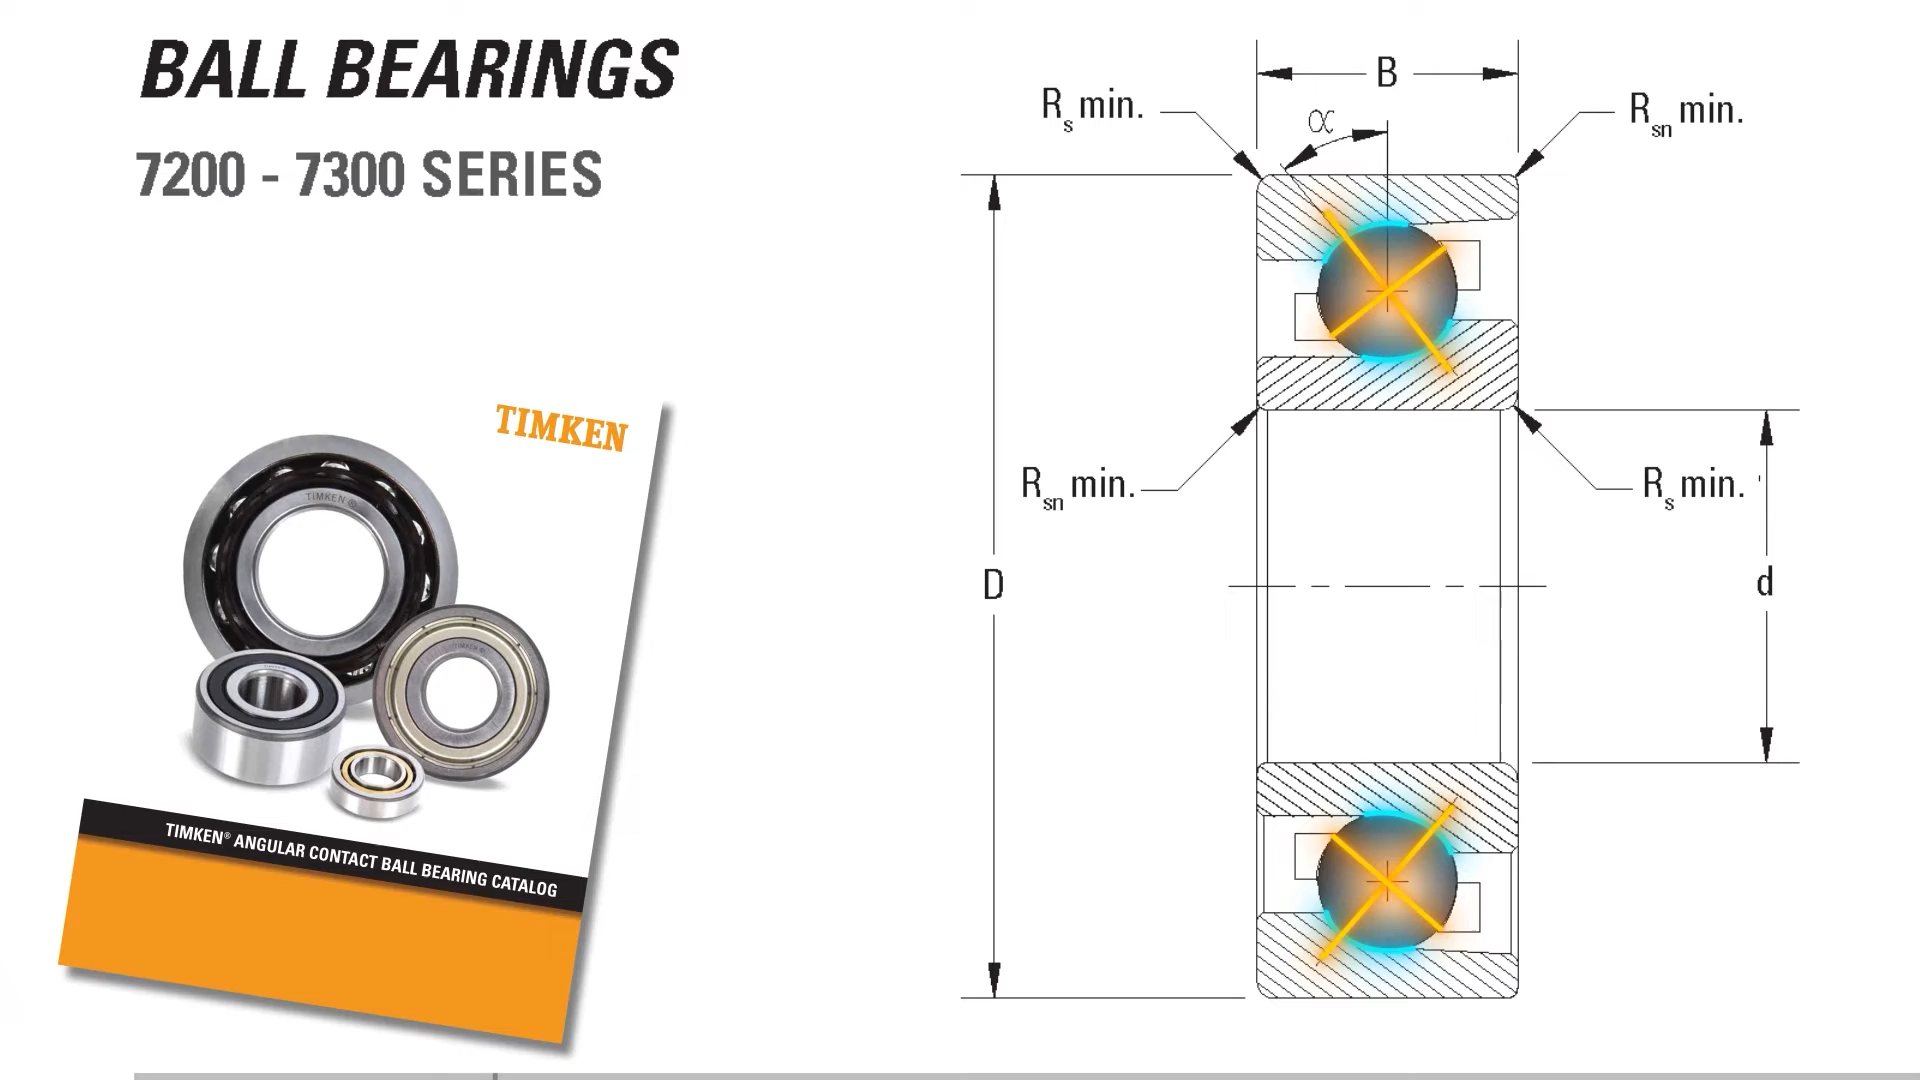 BALL BEARINGS
7200 - 7300 SERIES
TIMKEN
TIMKEN ©
TIMKEN® ANGULAR CONTACT BALL BEARING CATALOG
B
Rs min.
Rsn min.
α
D
d
Rsn min.
Rs min.